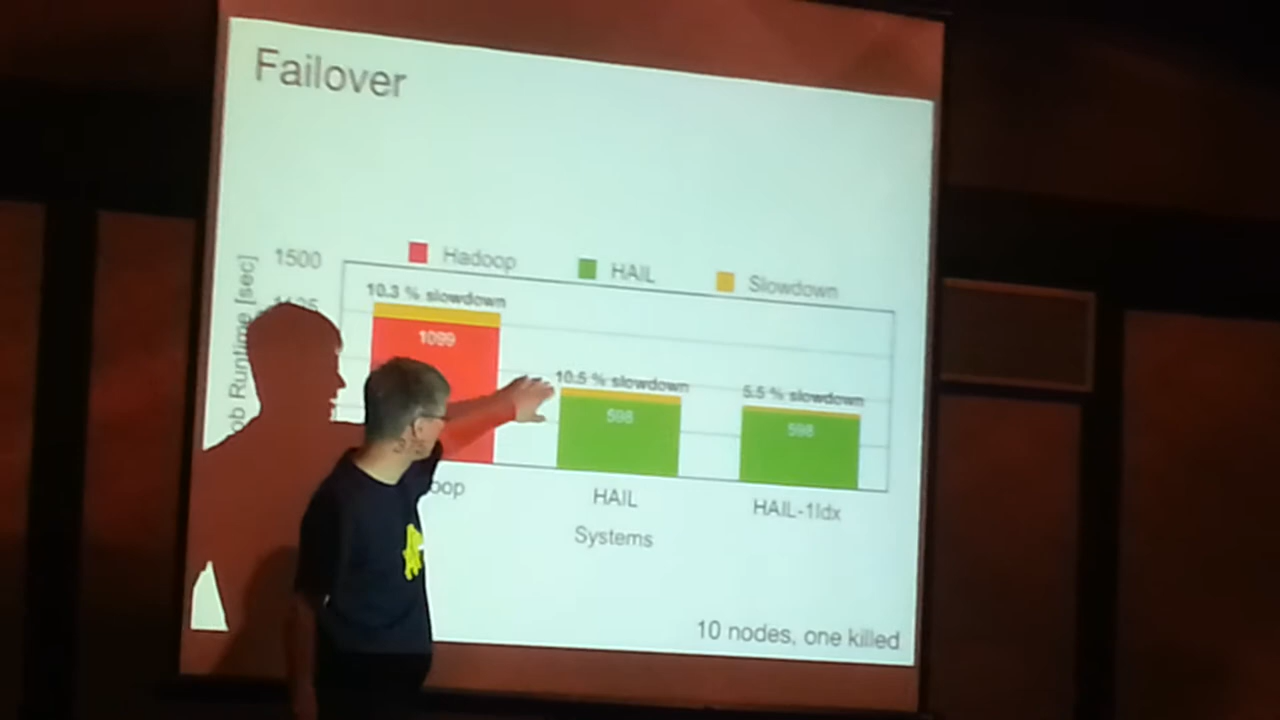 Failover
Hadoop HAIL Slowdown
1500
10.3 % slowdown
1099
10.5 % slowdown
598
5.5 % slowdown
598
ob Runtime [sec]
oop HAIL HAIL-1Idx
Systems
10 nodes, one killed